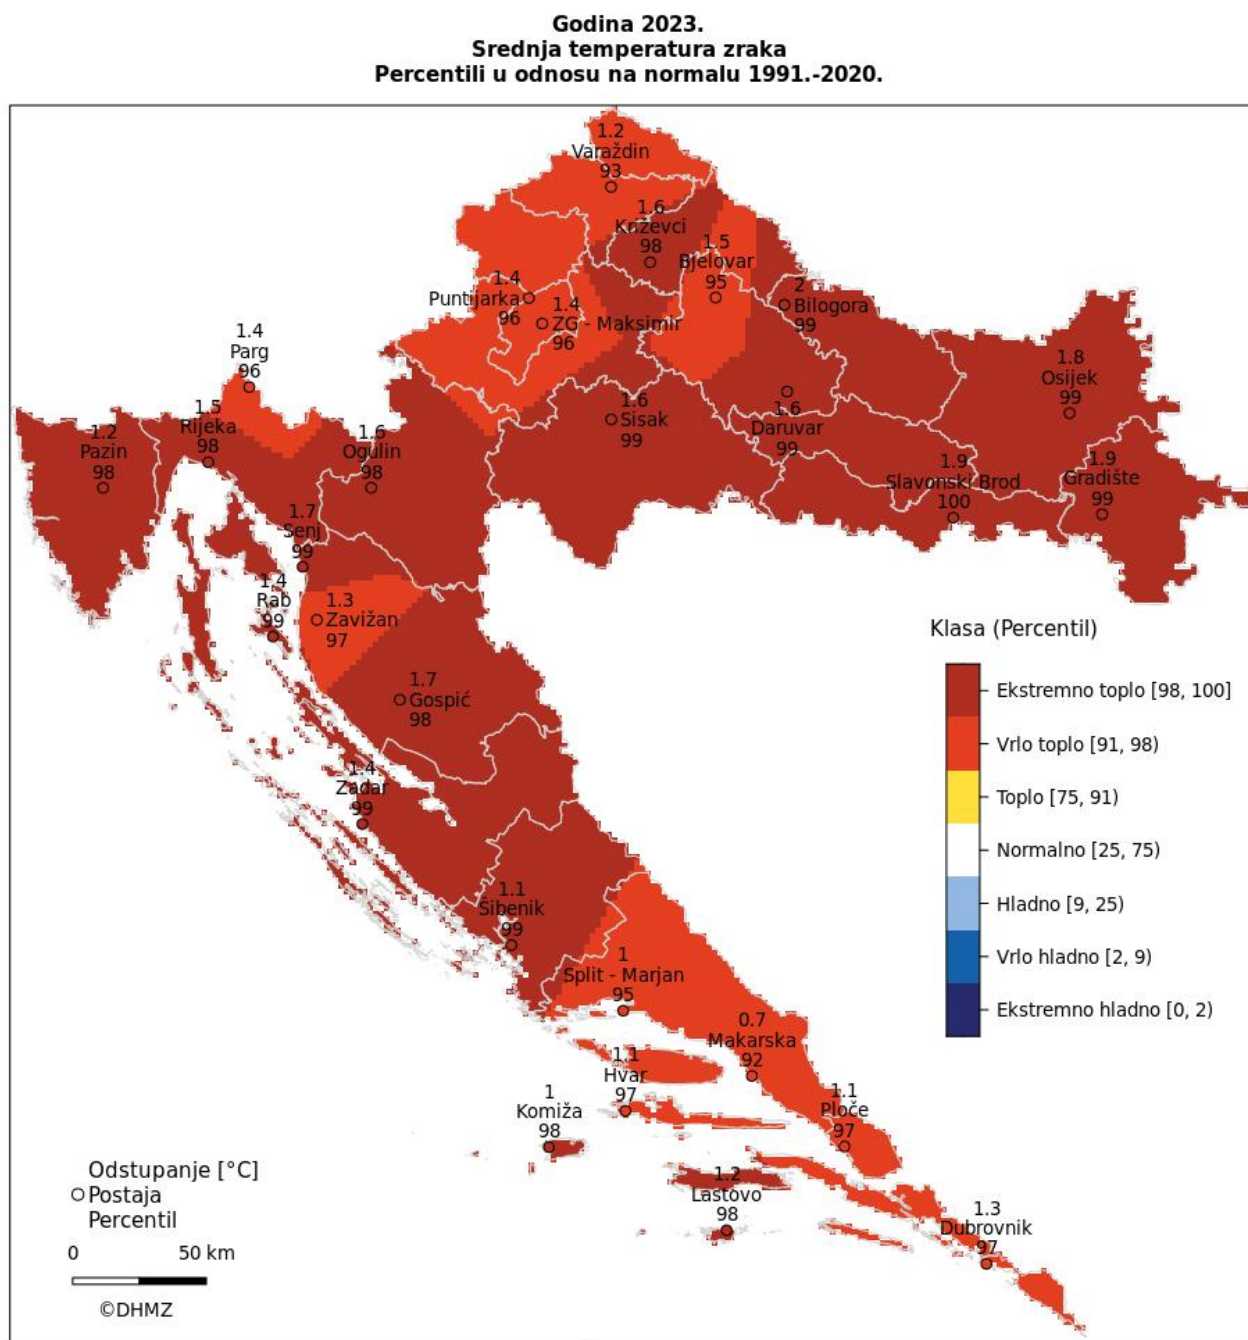 Godina 2023.
Srednja temperatura zraka
Percentili u odnosu na normalu 1991.-2020.
1.2
Varaždin
93
1.6
Križevci
98
1.5
Bjelovar
95
1.4
Puntijarka
96
1.4
ZG - Maksimir
96
2
Bilogora
99
1.4
Parg
96
1.8
Osijek
99
1.5
Rijeka
98
1.2
Pazin
98
1.6
Ogulin
98
1.6
Sisak
99
1.6
Daruvar
99
1.9
Slavonski Brod
100
1.9
Gradište
99
1.7
Senj
99
1.4
Rab
99
1.3
Zavižan
97
1.7
Gospić
98
1.4
Zadar
99
1.1
Šibenik
99
1
Split - Marjan
95
0.7
Makarska
92
1.1
Hvar
97
1
Komiža
98
1.1
Ploče
97
1.2
Lastovo
98
1.3
Dubrovnik
97
Klasa (Percentil)
Ekstremno toplo [98, 100]
Vrlo toplo [91, 98)
Toplo [75, 91)
Normalno [25, 75)
Hladno [9, 25)
Vrlo hladno [2, 9)
Ekstremno hladno [0, 2)
Odstupanje [°C]
Postaja
Percentil
0 50 km
©DHMZ